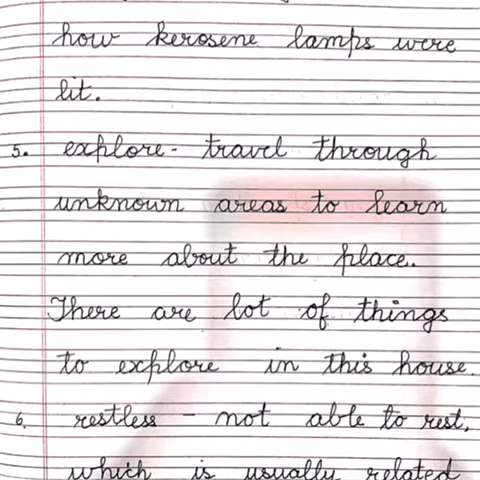 how kerosene lamps were
lit.
5. explore - travel through
unknown areas to learn
more about the place.
There are lot of things
to explore in this house.
6. restless - not able to rest,
which is usually related